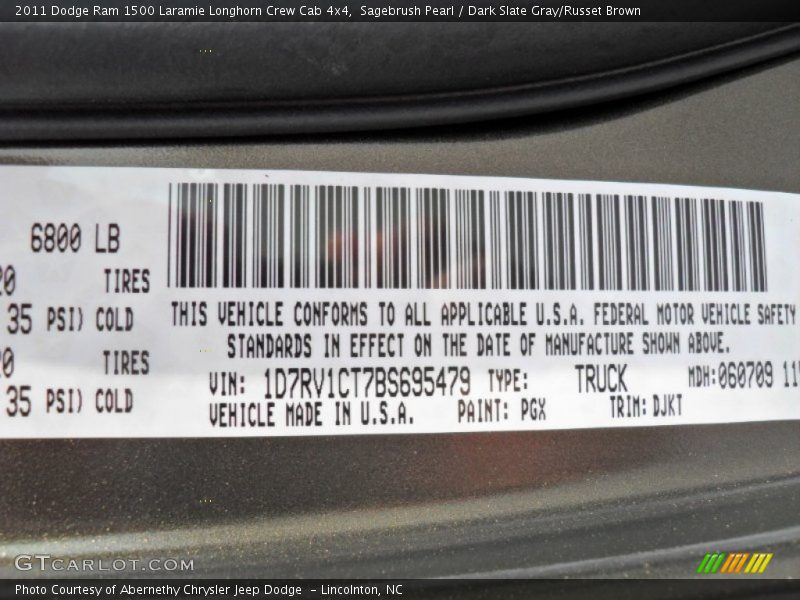 2011 Dodge Ram 1500 Laramie Longhorn Crew Cab 4x4, Sagebrush Pearl / Dark Slate Gray/Russet Brown
6800 LB
20 TIRES
35 PSI) COLD
THIS VEHICLE CONFORMS TO ALL APPLICABLE U.S.A. FEDERAL MOTOR VEHICLE SAFETY
STANDARDS IN EFFECT ON THE DATE OF MANUFACTURE SHOWN ABOVE.
20 TIRES
35 PSI) COLD
VIN: 1D7RV1CT7BS695479 TYPE: TRUCK MDH:060709 11
VEHICLE MADE IN U.S.A. PAINT: PGX TRIM: DJKT
GTCARLOT.COM
Photo Courtesy of Abernethy Chrysler Jeep Dodge - Lincolnton, NC